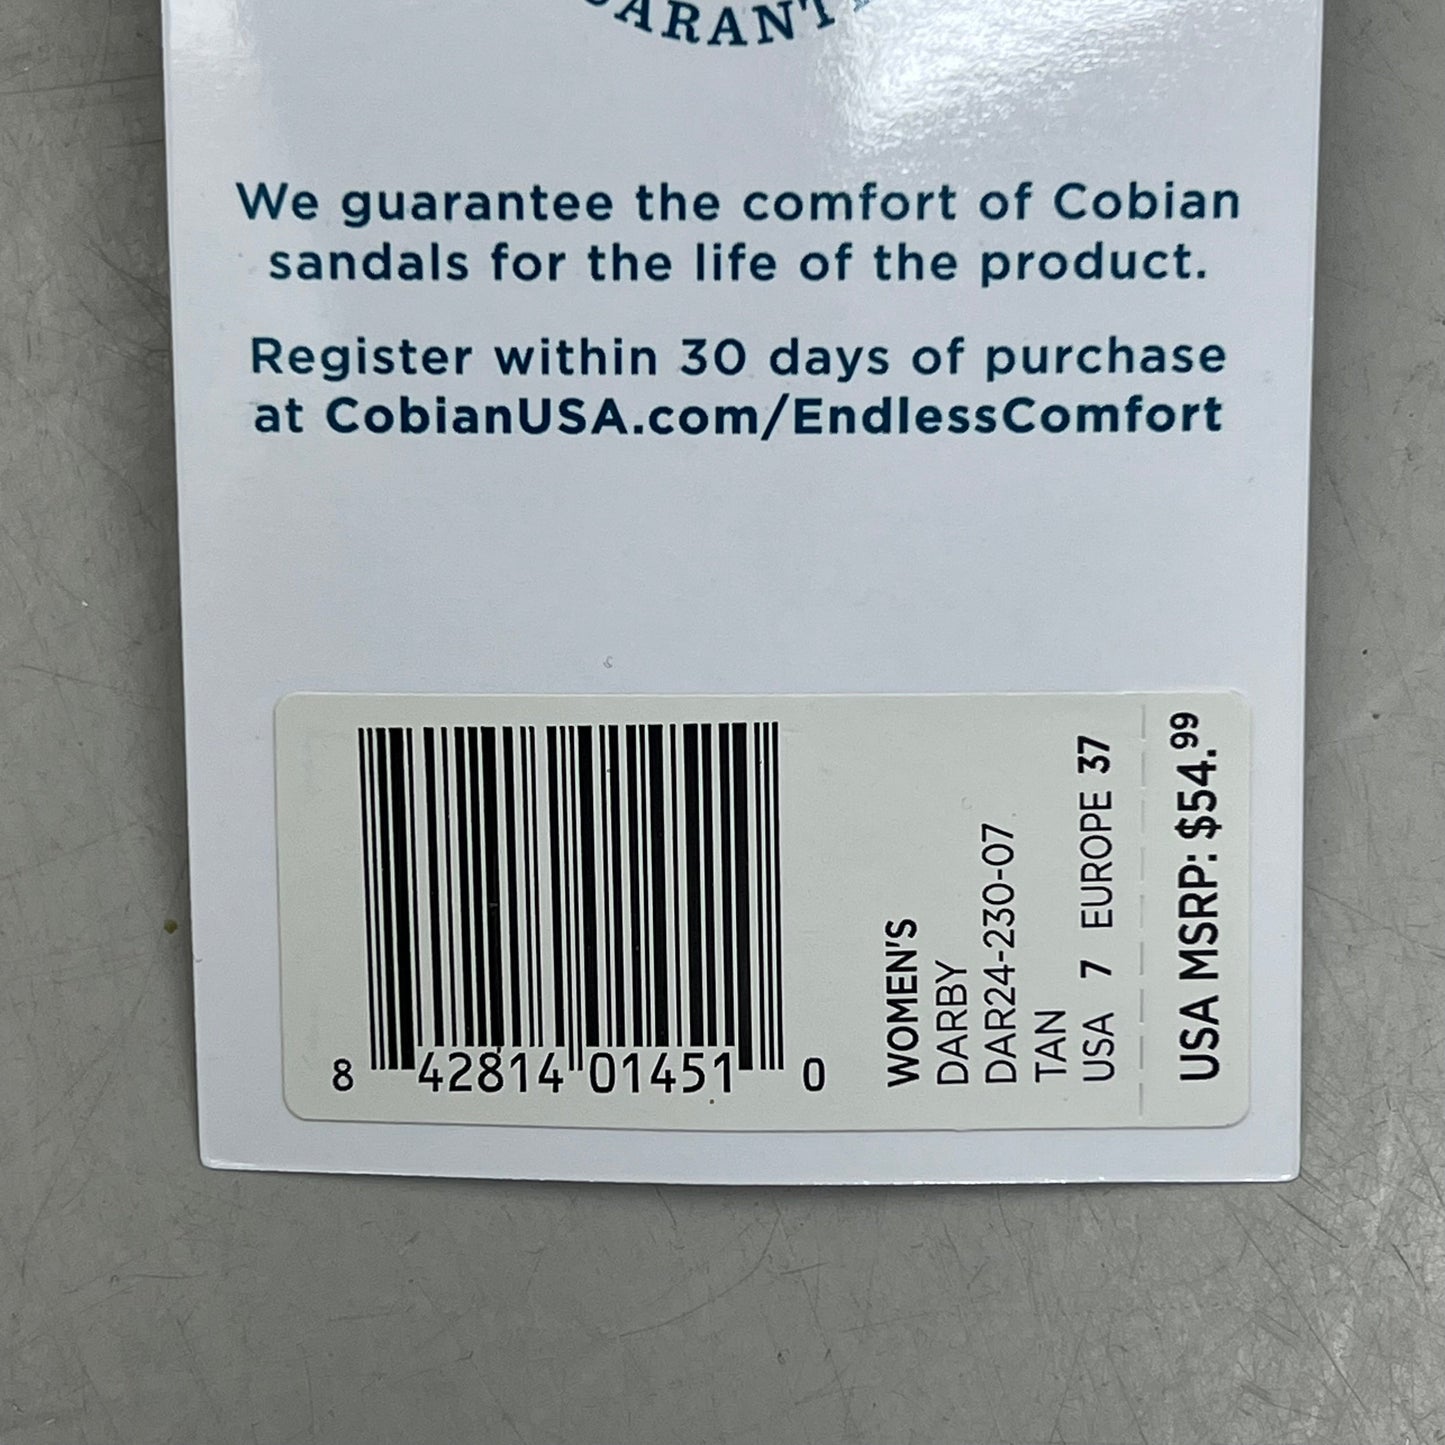 We guarantee the comfort of Cobian
sandals for the life of the product.
Register within 30 days of purchase
at CobianUSA.com/EndlessComfort
8 42814 01451 0
WOMEN'S
DARBY
DAR24-230-07
TAN
USA 7 EUROPE 37
USA MSRP: $54.99